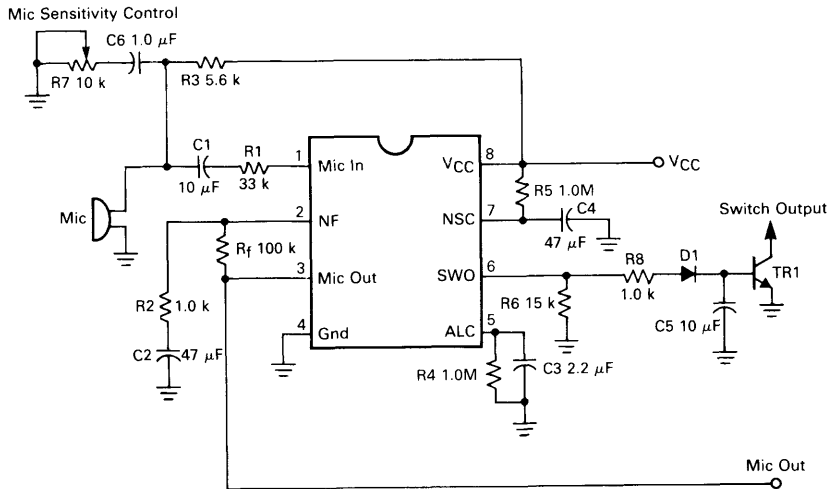 Mic Sensitivity Control
C6 1.0 µF
R7 10 k
R3 5.6 k
C1
10 µF
R1
33 k
1
Mic In
VCC
8
VCC
R5 1.0M
Mic
2
NF
NSC
7
C4
47 µF
Switch Output
Rf 100 k
3
Mic Out
SWO
6
R8
1.0 k
D1
TR1
R2
1.0 k
R6 15 k
C5 10 µF
4
Gnd
ALC
5
C2
47 µF
R4 1.0M
C3 2.2 µF
Mic Out